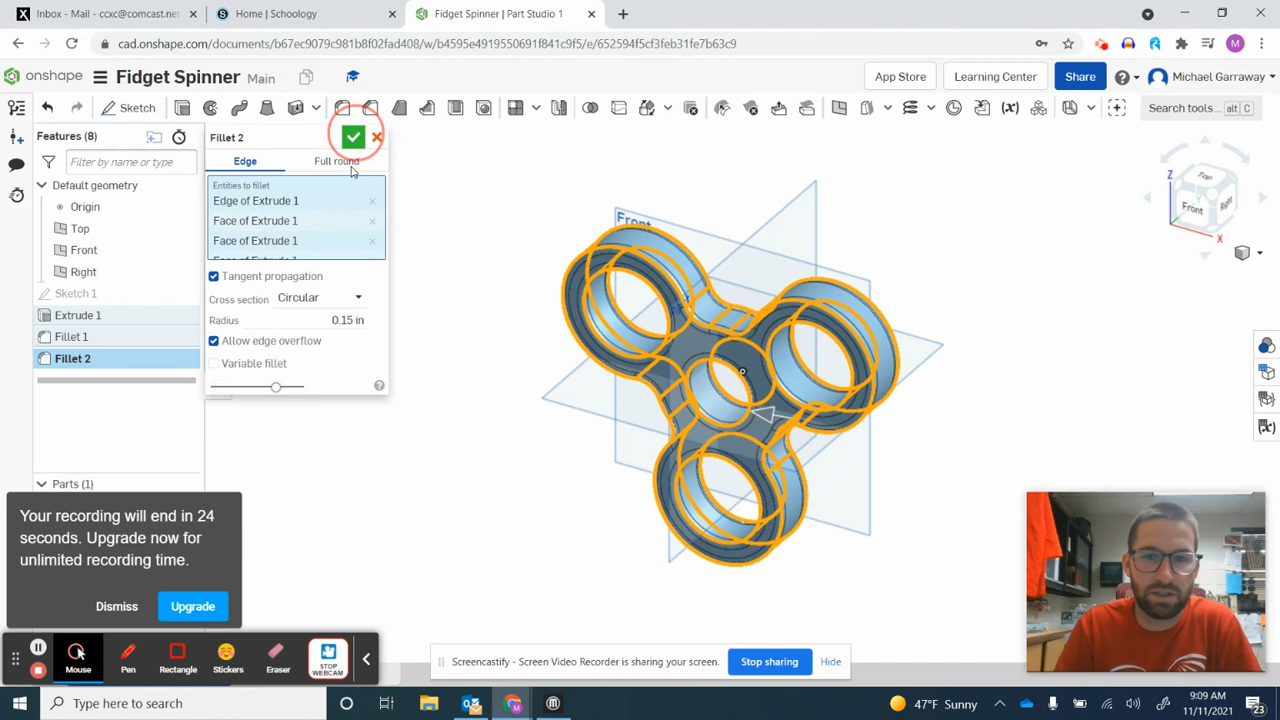 Inbox - Mail - ccxc@comcast.net
Home | Schoology
Fidget Spinner | Part Studio 1
cad.onshape.com/documents/b67ec9079c981b8f02fad408/w/b4595e4919550691f841c9f5/e/652594f5cf3feb31fe7b63c9
onshape
Fidget Spinner Main
App Store
Learning Center
Share
Michael Garraway
Sketch
Search tools...
alt C
Features (8)
Filter by name or type
Default geometry
Origin
Top
Front
Right
Sketch 1
Extrude 1
Fillet 1
Fillet 2
Parts (1)
Fillet 2
Edge
Full round
Entities to fillet
Edge of Extrude 1
Face of Extrude 1
Face of Extrude 1
Tangent propagation
Cross section Circular
Radius 0.15 in
Allow edge overflow
Variable fillet
Front
Z
Top
Front
Right
X
Your recording will end in 24
seconds. Upgrade now for
unlimited recording time.
Dismiss
Upgrade
Mouse
Pen
Rectangle
Stickers
Eraser
STOP
WEBCAM
Screencastify - Screen Video Recorder is sharing your screen.
Stop sharing
Hide
Type here to search
47°F Sunny
9:09 AM
11/11/2021
23